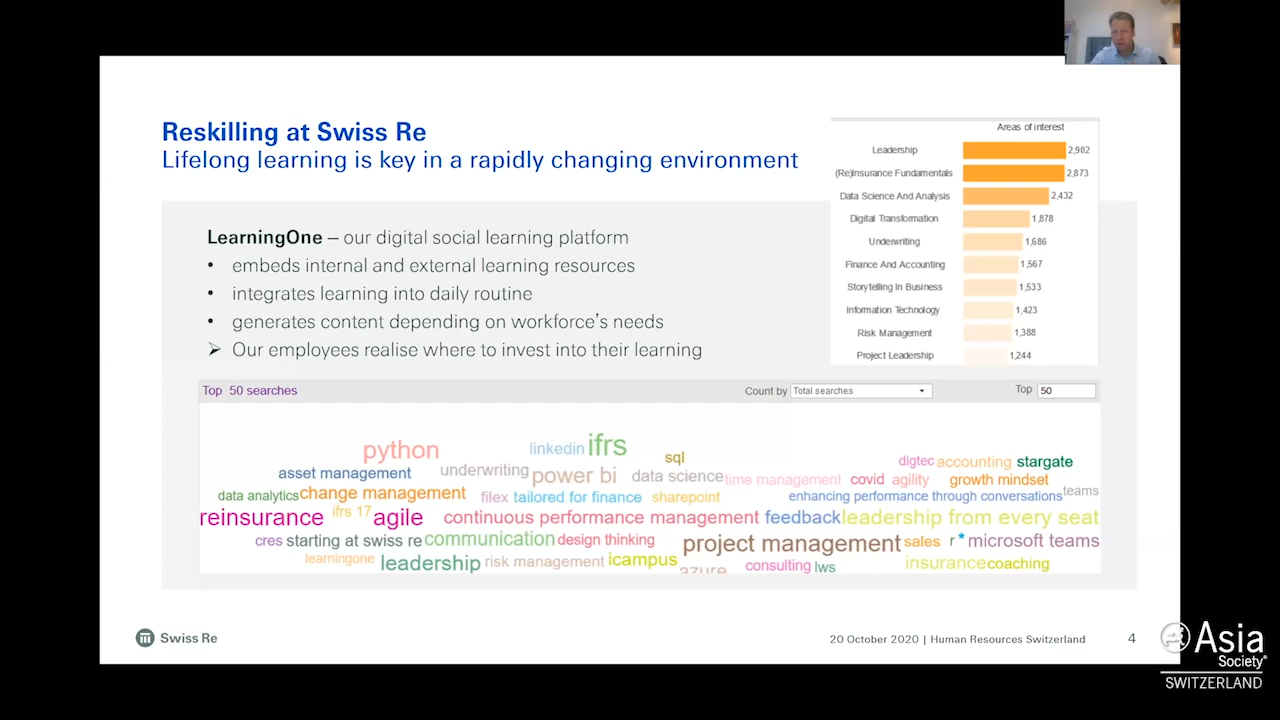 Reskilling at Swiss Re
Lifelong learning is key in a rapidly changing environment
LearningOne – our digital social learning platform
• embeds internal and external learning resources
• integrates learning into daily routine
• generates content depending on workforce's needs
➢ Our employees realise where to invest into their learning
Areas of interest
Leadership 2,902
(Re)Insurance Fundamentals 2,873
Data Science And Analysis 2,432
Digital Transformation 1,878
Underwriting 1,686
Finance And Accounting 1,567
Storytelling In Business 1,533
Information Technology 1,423
Risk Management 1,388
Project Leadership 1,244
Top 50 searches Count by Total searches Top 50
python linkedin ifrs sql
asset management underwriting power bi data science time management covid agility digtec accounting stargate growth mindset
data analytics change management filex tailored for finance sharepoint enhancing performance through conversations teams
reinsurance ifrs 17 agile continuous performance management feedback leadership from every seat
cres starting at swiss re communication design thinking project management sales r * microsoft teams
learningone leadership risk management icampus azure consulting lws insurance coaching
Swiss Re
20 October 2020 | Human Resources Switzerland 4
Asia
Society
SWITZERLAND